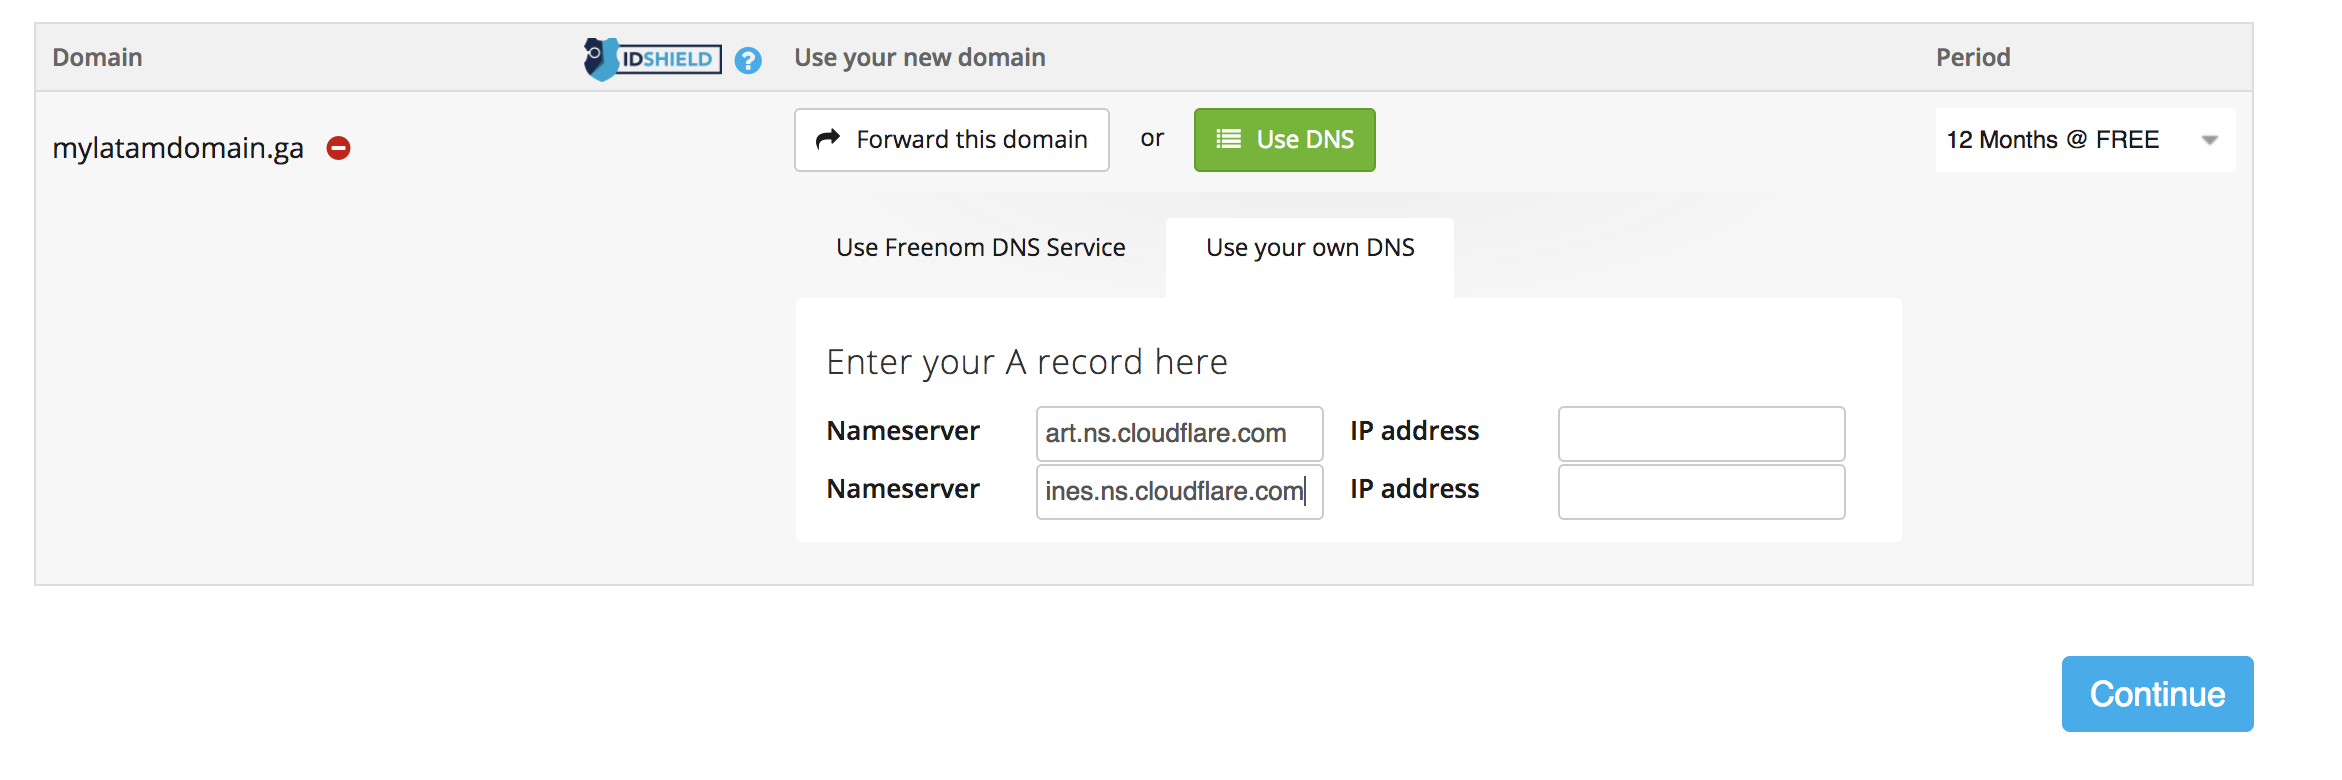 Domain IDSHIELD ? Use your new domain Period
mylatamdomain.ga Forward this domain or Use DNS 12 Months @ FREE
Use Freenom DNS Service Use your own DNS
Enter your A record here
Nameserver art.ns.cloudflare.com IP address
Nameserver ines.ns.cloudflare.com IP address
Continue